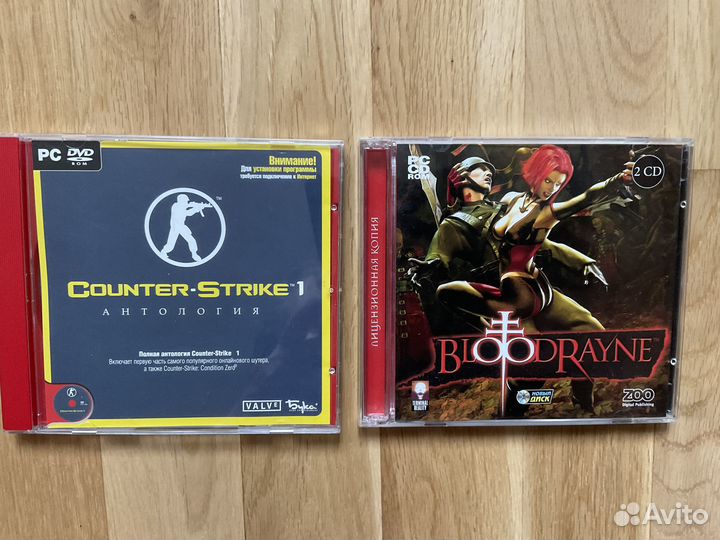 PC DVD
ROM
Внимание!
Для установки программы
требуется подключение к Интернет
TM
COUNTER-STRIKE™ 1
АНТОЛОГИЯ
Полная антология Counter-Strike 1
Включает первую часть самого популярного онлайнового шутера,
а также Counter-Strike: Condition Zero®
VALVE
Бука
ЛИЦЕНЗИОННАЯ КОПИЯ
PC
CD
ROM
2 CD
BLOODRAYNE
TERMINAL
REALITY
НОВЫЙ
ДИСК
ZOO
Digital Publishing
Avito